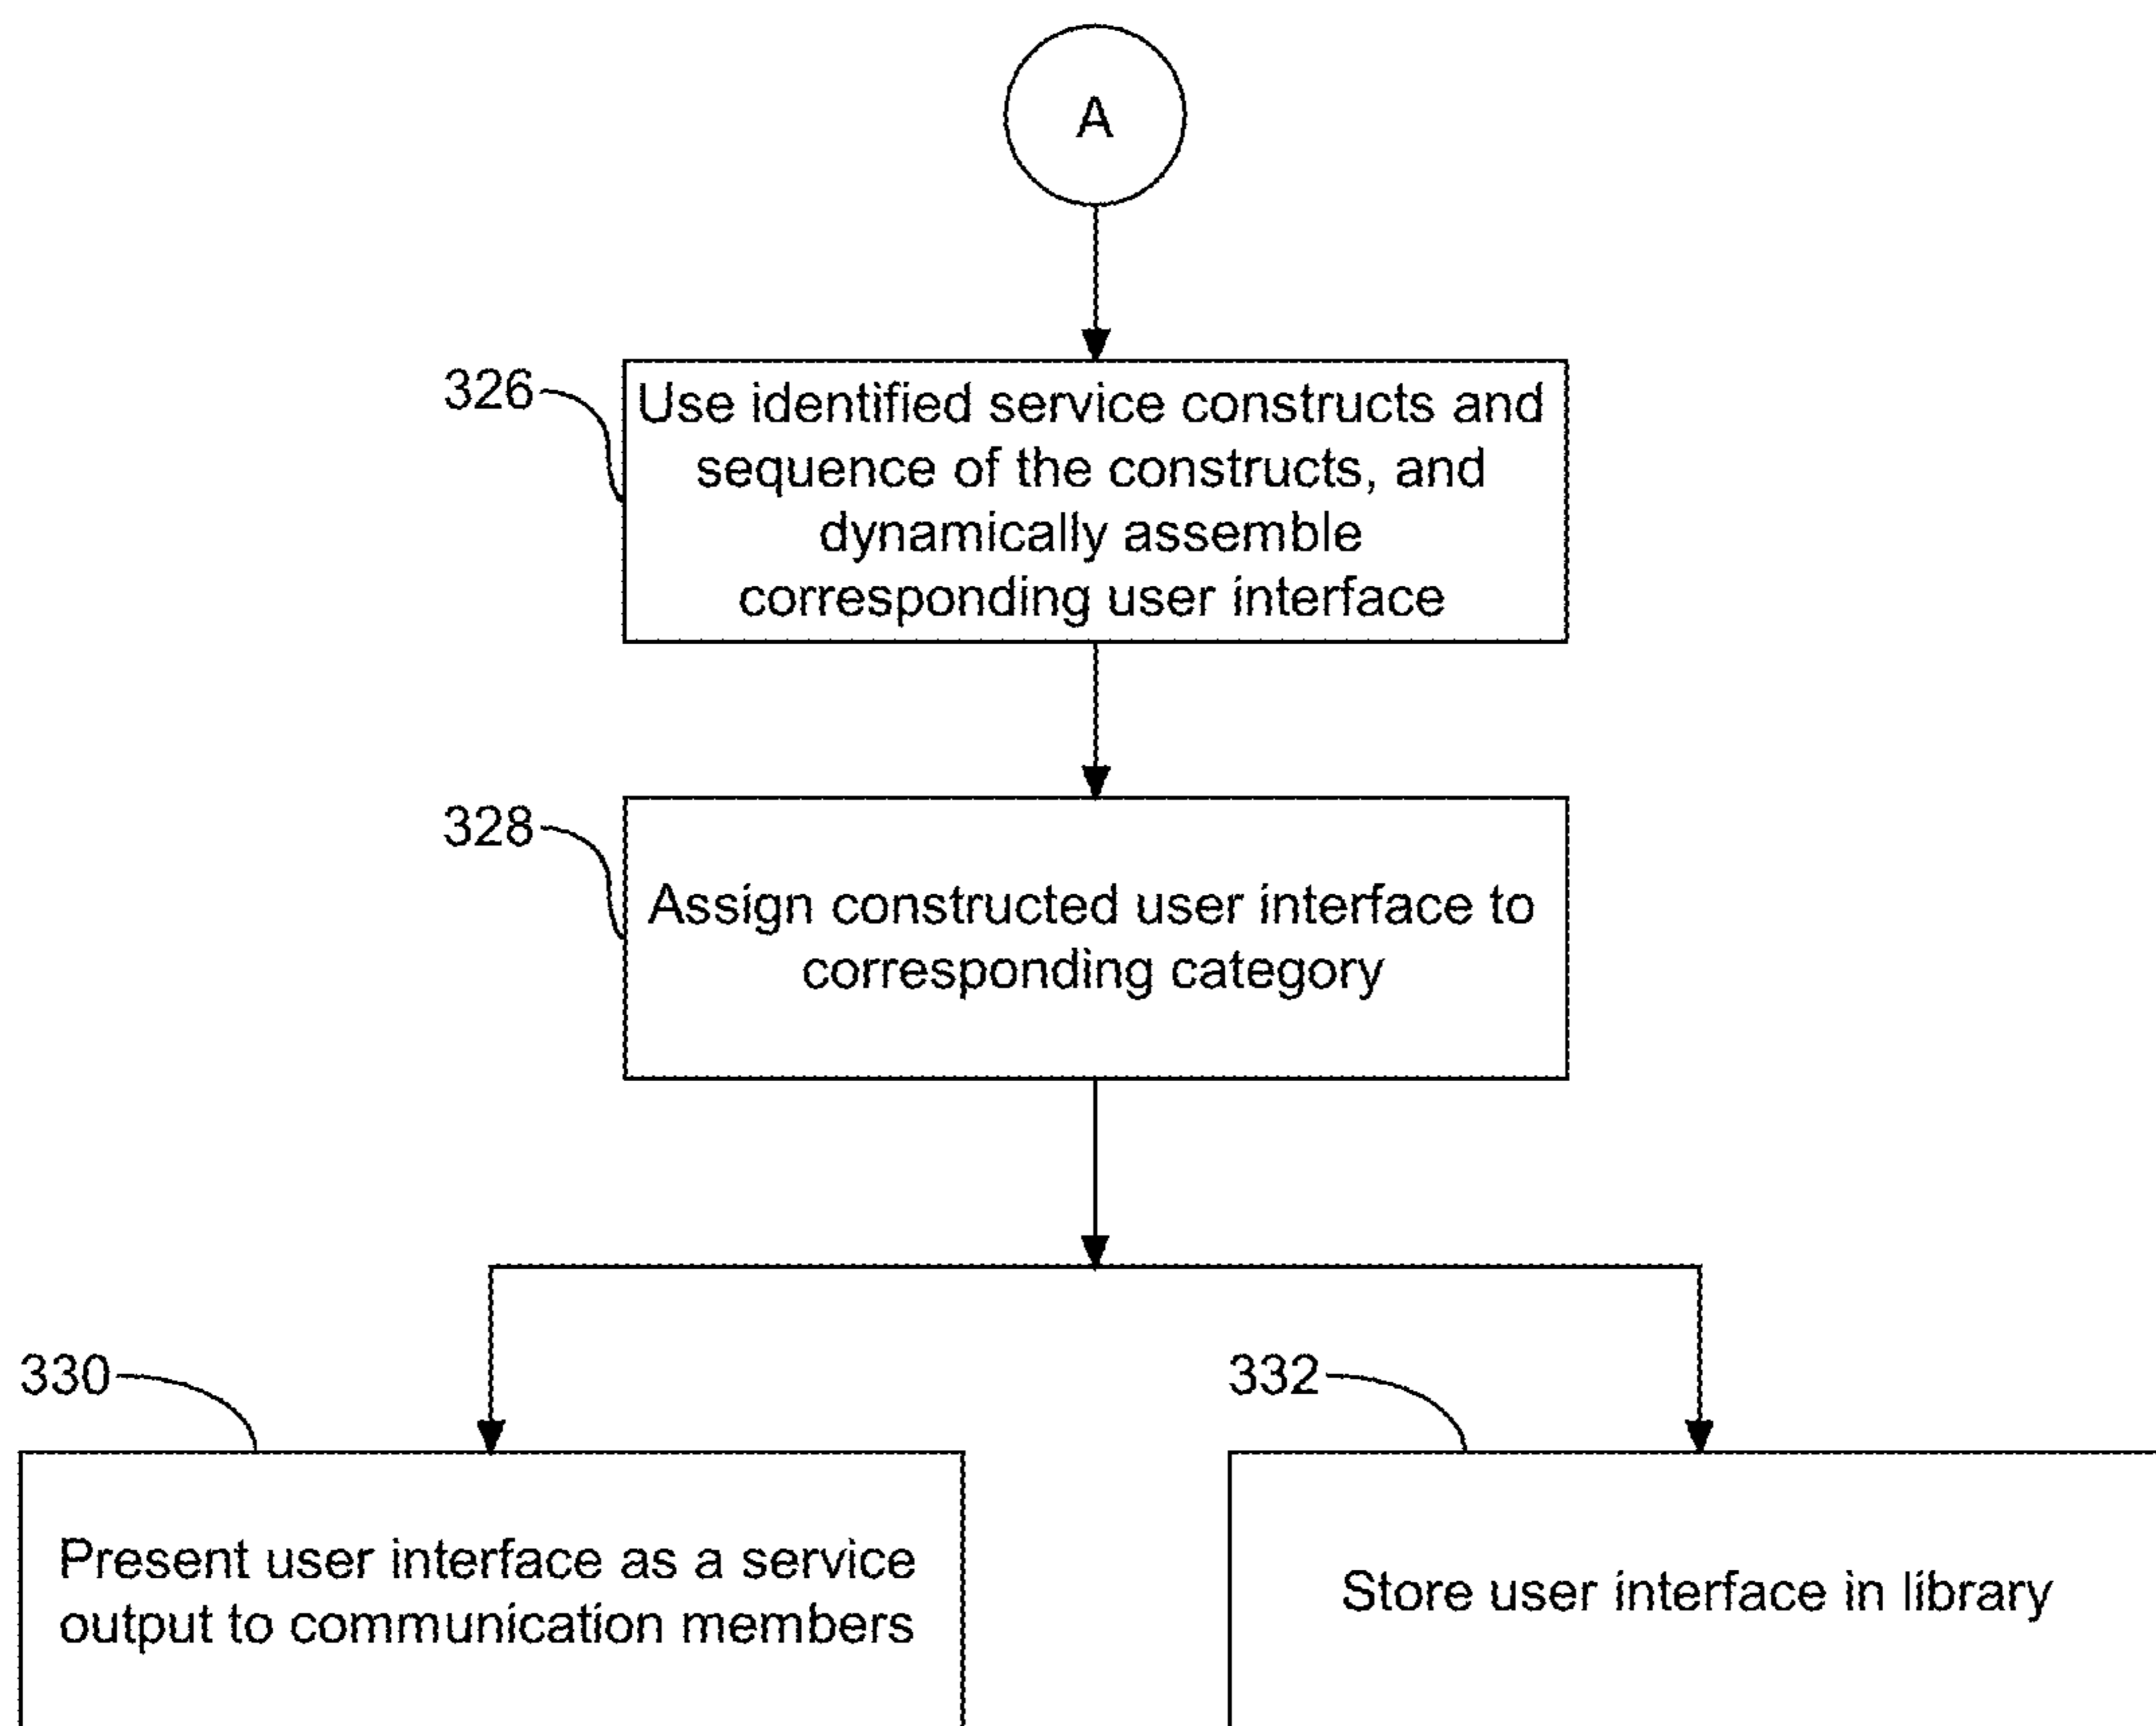 A
326
Use identified service constructs and
sequence of the constructs, and
dynamically assemble
corresponding user interface
328
Assign constructed user interface to
corresponding category
330
Present user interface as a service
output to communication members
332
Store user interface in library